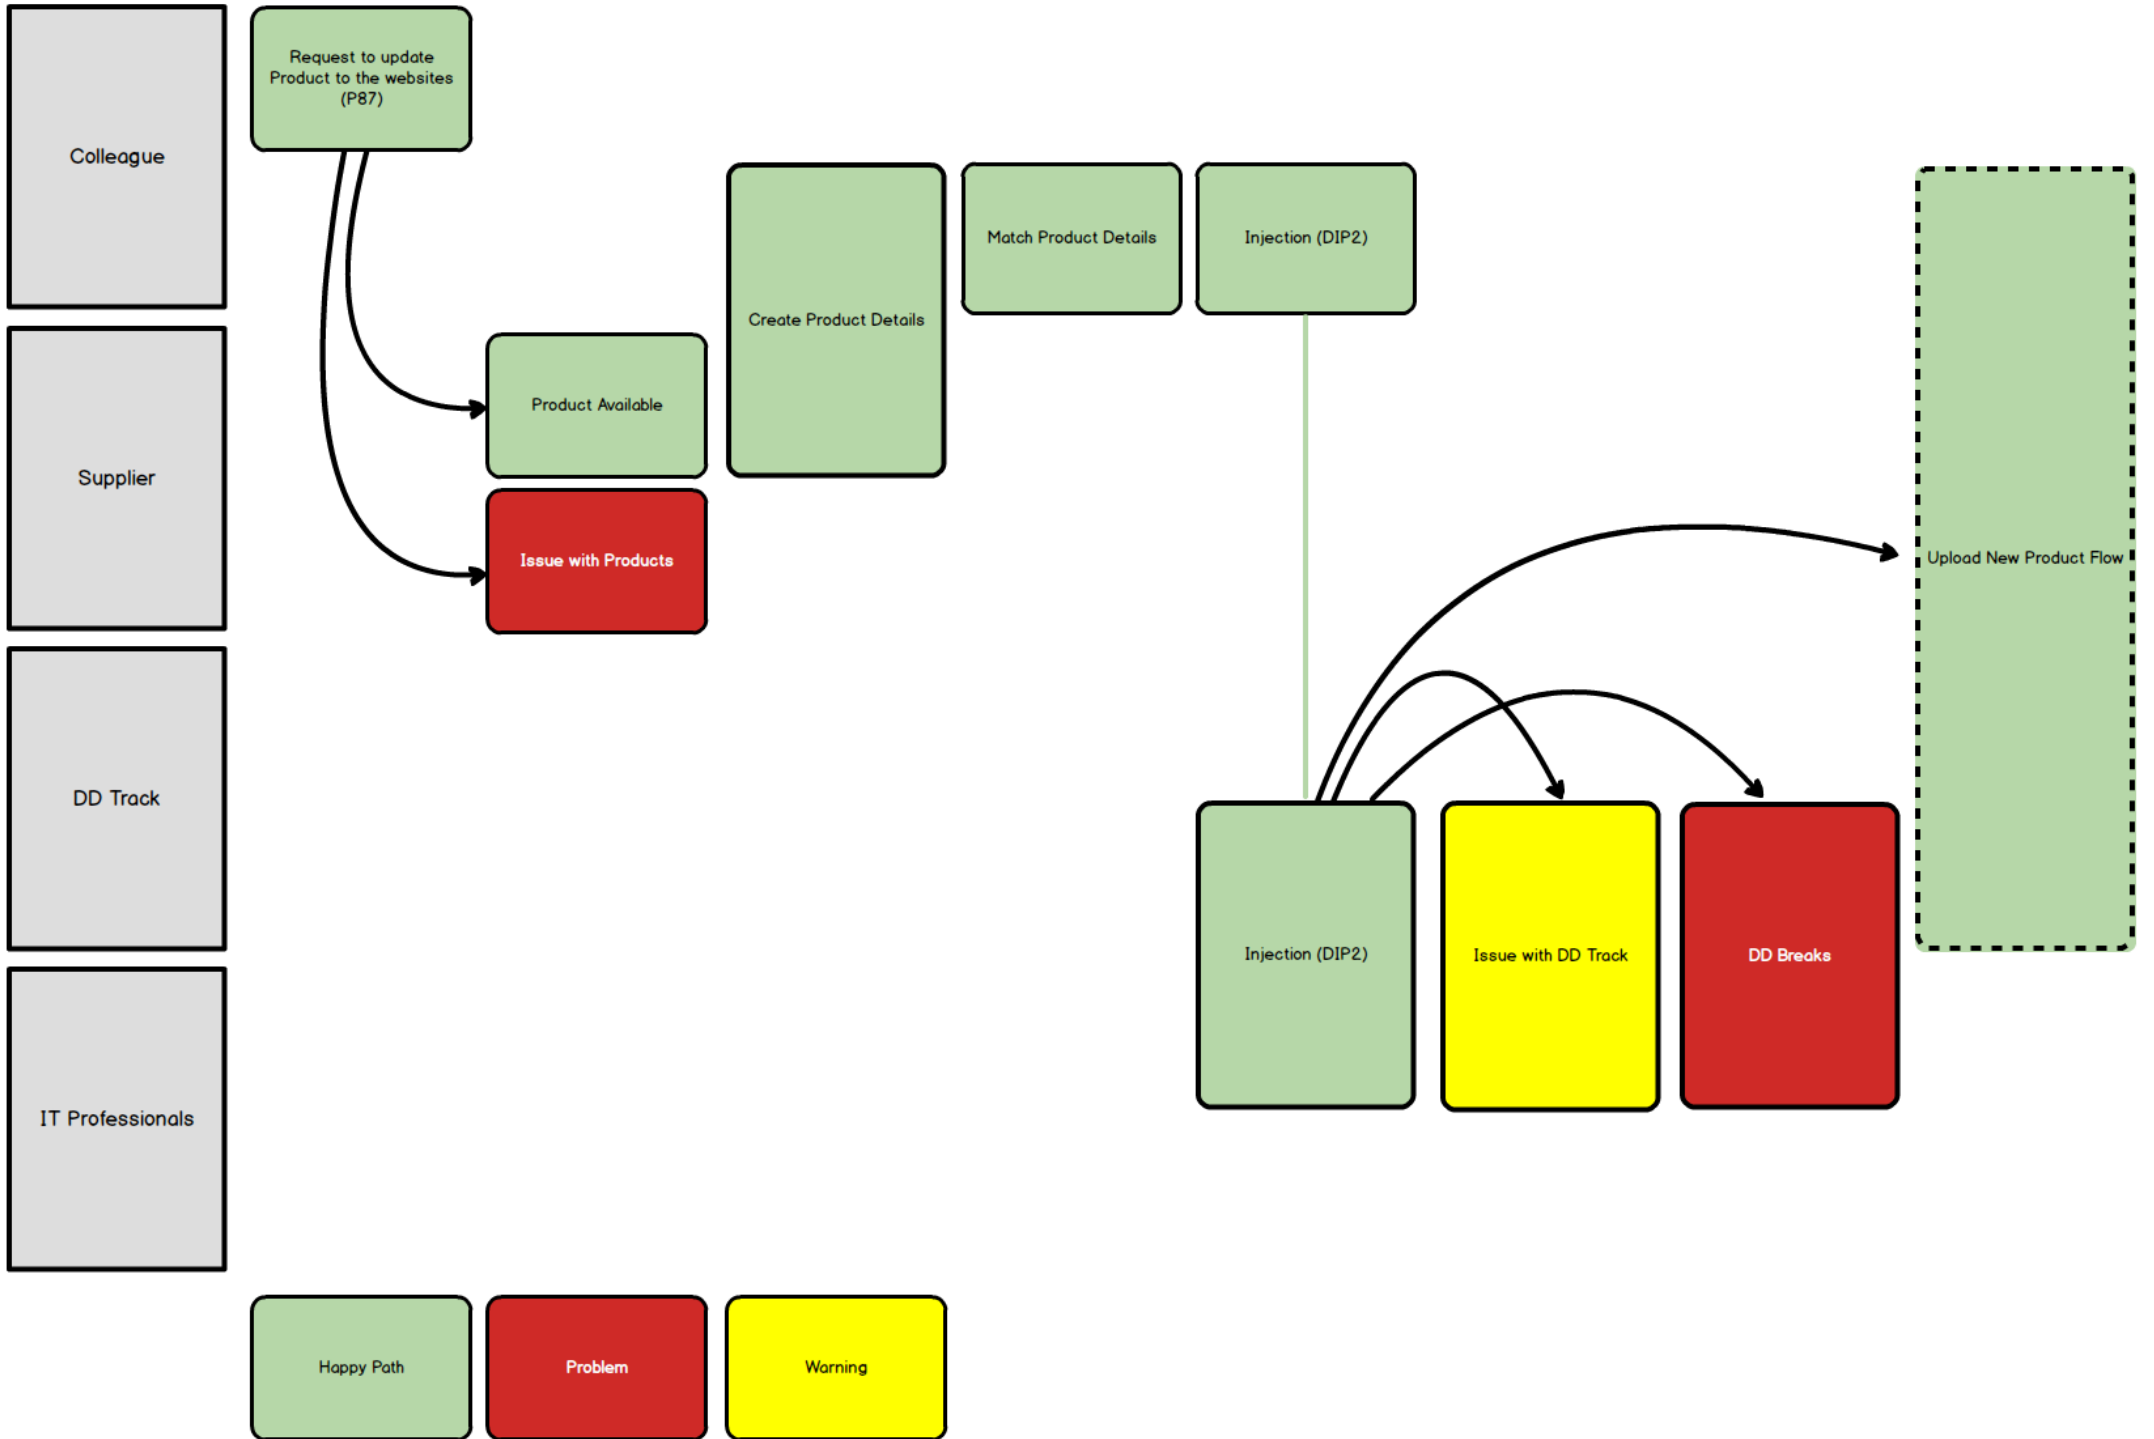 Request to update
Product to the websites
(P87)
Colleague
Create Product Details
Match Product Details
Injection (DIP2)
Product Available
Supplier
Issue with Products
Upload New Product Flow
DD Track
Injection (DIP2)
Issue with DD Track
DD Breaks
IT Professionals
Happy Path
Problem
Warning